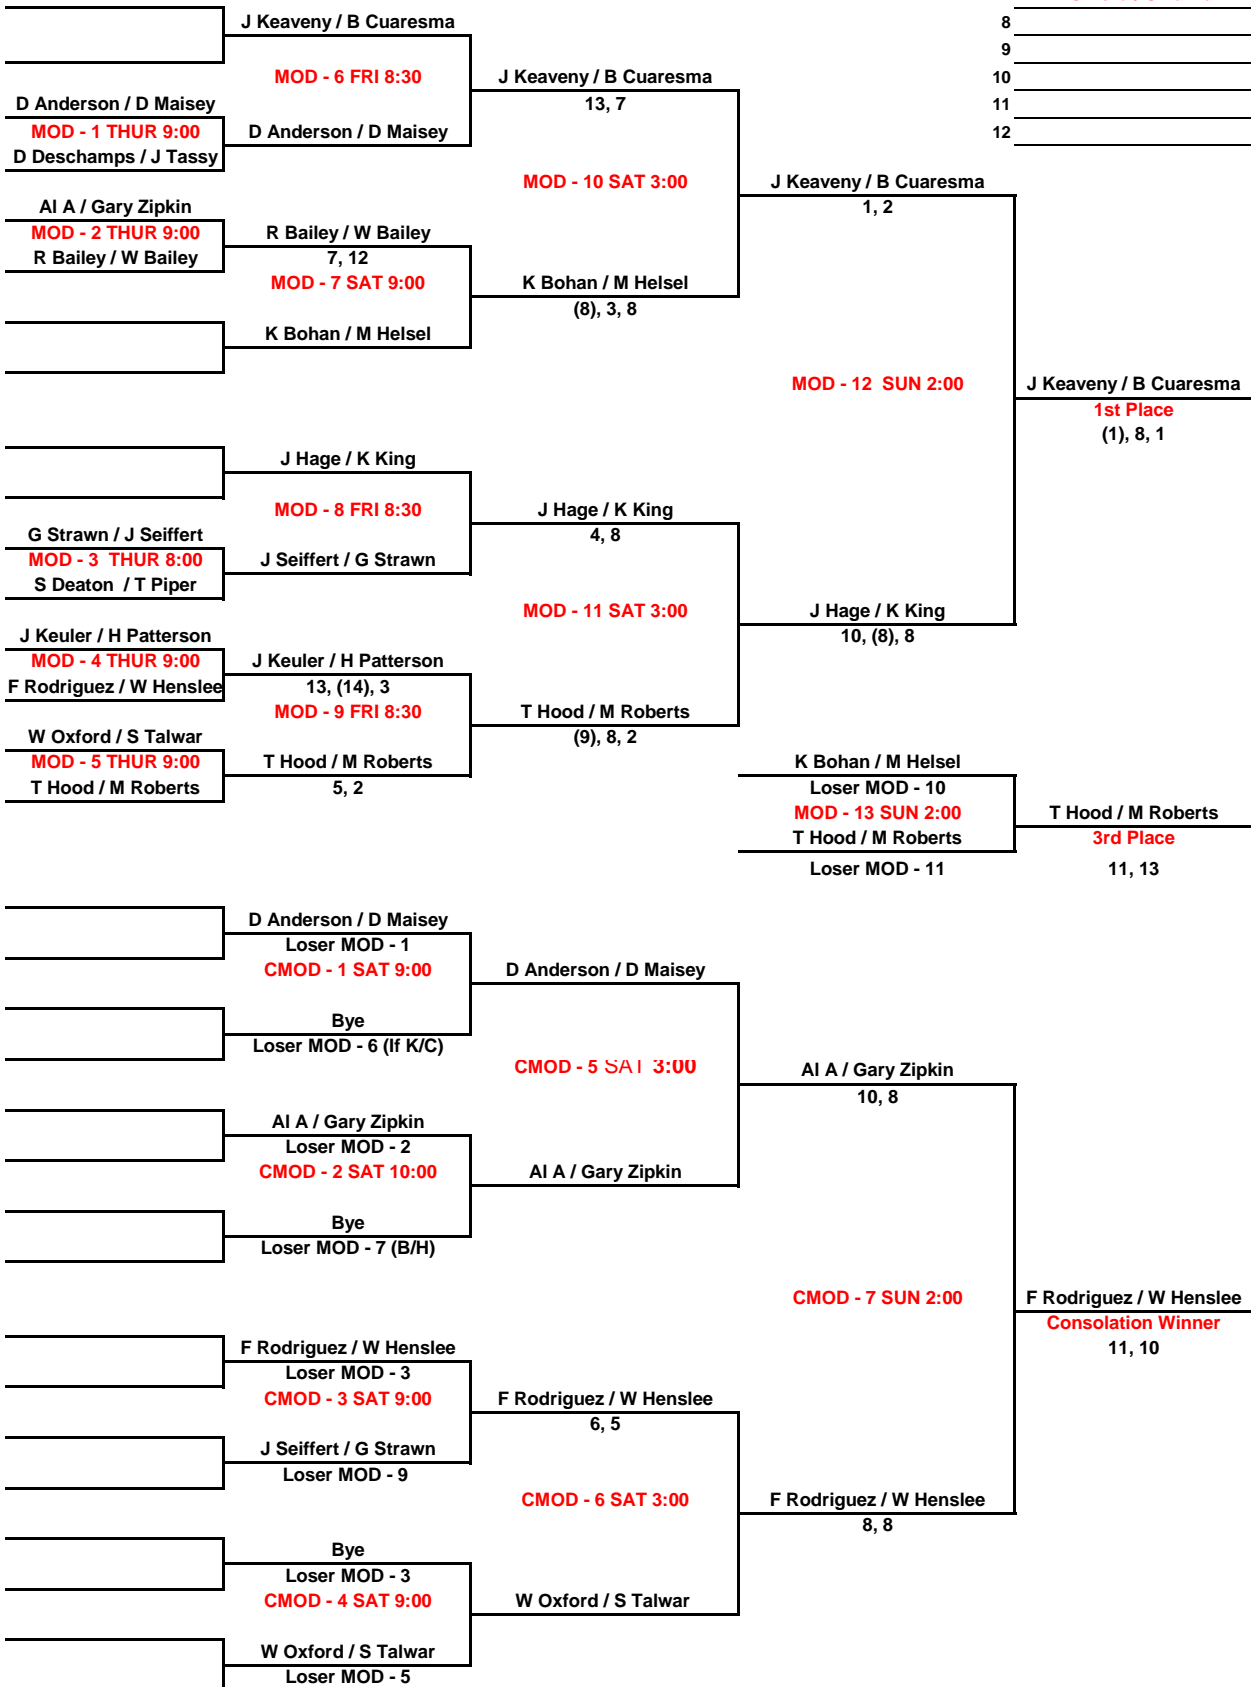 J Keaveny / B Cuaresma
8
9
MOD - 6 FRI 8:30
J Keaveny / B Cuaresma
10
D Anderson / D Maisey
13, 7
11
MOD - 1 THUR 9:00
D Anderson / D Maisey
12
D Deschamps / J Tassy
MOD - 10 SAT 3:00
J Keaveny / B Cuaresma
Al A / Gary Zipkin
1, 2
MOD - 2 THUR 9:00
R Bailey / W Bailey
R Bailey / W Bailey
7, 12
MOD - 7 SAT 9:00
K Bohan / M Helsel
(8), 3, 8
K Bohan / M Helsel
MOD - 12 SUN 2:00
J Keaveny / B Cuaresma
1st Place
(1), 8, 1
J Hage / K King
MOD - 8 FRI 8:30
J Hage / K King
G Strawn / J Seiffert
4, 8
MOD - 3 THUR 8:00
J Seiffert / G Strawn
S Deaton / T Piper
MOD - 11 SAT 3:00
J Hage / K King
J Keuler / H Patterson
10, (8), 8
MOD - 4 THUR 9:00
J Keuler / H Patterson
F Rodriguez / W Henslee
13, (14), 3
MOD - 9 FRI 8:30
T Hood / M Roberts
W Oxford / S Talwar
(9), 8, 2
MOD - 5 THUR 9:00
T Hood / M Roberts
K Bohan / M Helsel
T Hood / M Roberts
5, 2
Loser MOD - 10
MOD - 13 SUN 2:00
T Hood / M Roberts
T Hood / M Roberts
3rd Place
Loser MOD - 11
11, 13
D Anderson / D Maisey
Loser MOD - 1
CMOD - 1 SAT 9:00
D Anderson / D Maisey
Bye
Loser MOD - 6 (If K/C)
CMOD - 5 SAT 3:00
Al A / Gary Zipkin
10, 8
Al A / Gary Zipkin
Loser MOD - 2
CMOD - 2 SAT 10:00
Al A / Gary Zipkin
Bye
Loser MOD - 7 (B/H)
CMOD - 7 SUN 2:00
F Rodriguez / W Henslee
Consolation Winner
11, 10
F Rodriguez / W Henslee
Loser MOD - 3
CMOD - 3 SAT 9:00
F Rodriguez / W Henslee
6, 5
J Seiffert / G Strawn
Loser MOD - 9
CMOD - 6 SAT 3:00
F Rodriguez / W Henslee
8, 8
Bye
Loser MOD - 3
CMOD - 4 SAT 9:00
W Oxford / S Talwar
W Oxford / S Talwar
Loser MOD - 5